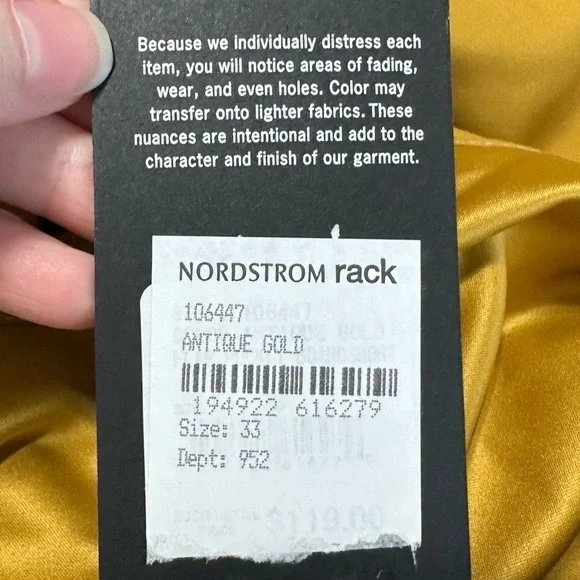 Because we individually distress each
item, you will notice areas of fading,
wear, and even holes. Color may
transfer onto lighter fabrics. These
nuances are intentional and add to the
character and finish of our garment.
NORDSTROM rack
106447
ANTIQUE GOLD
194922 616279
Size: 33
Dept: 952
$119.00